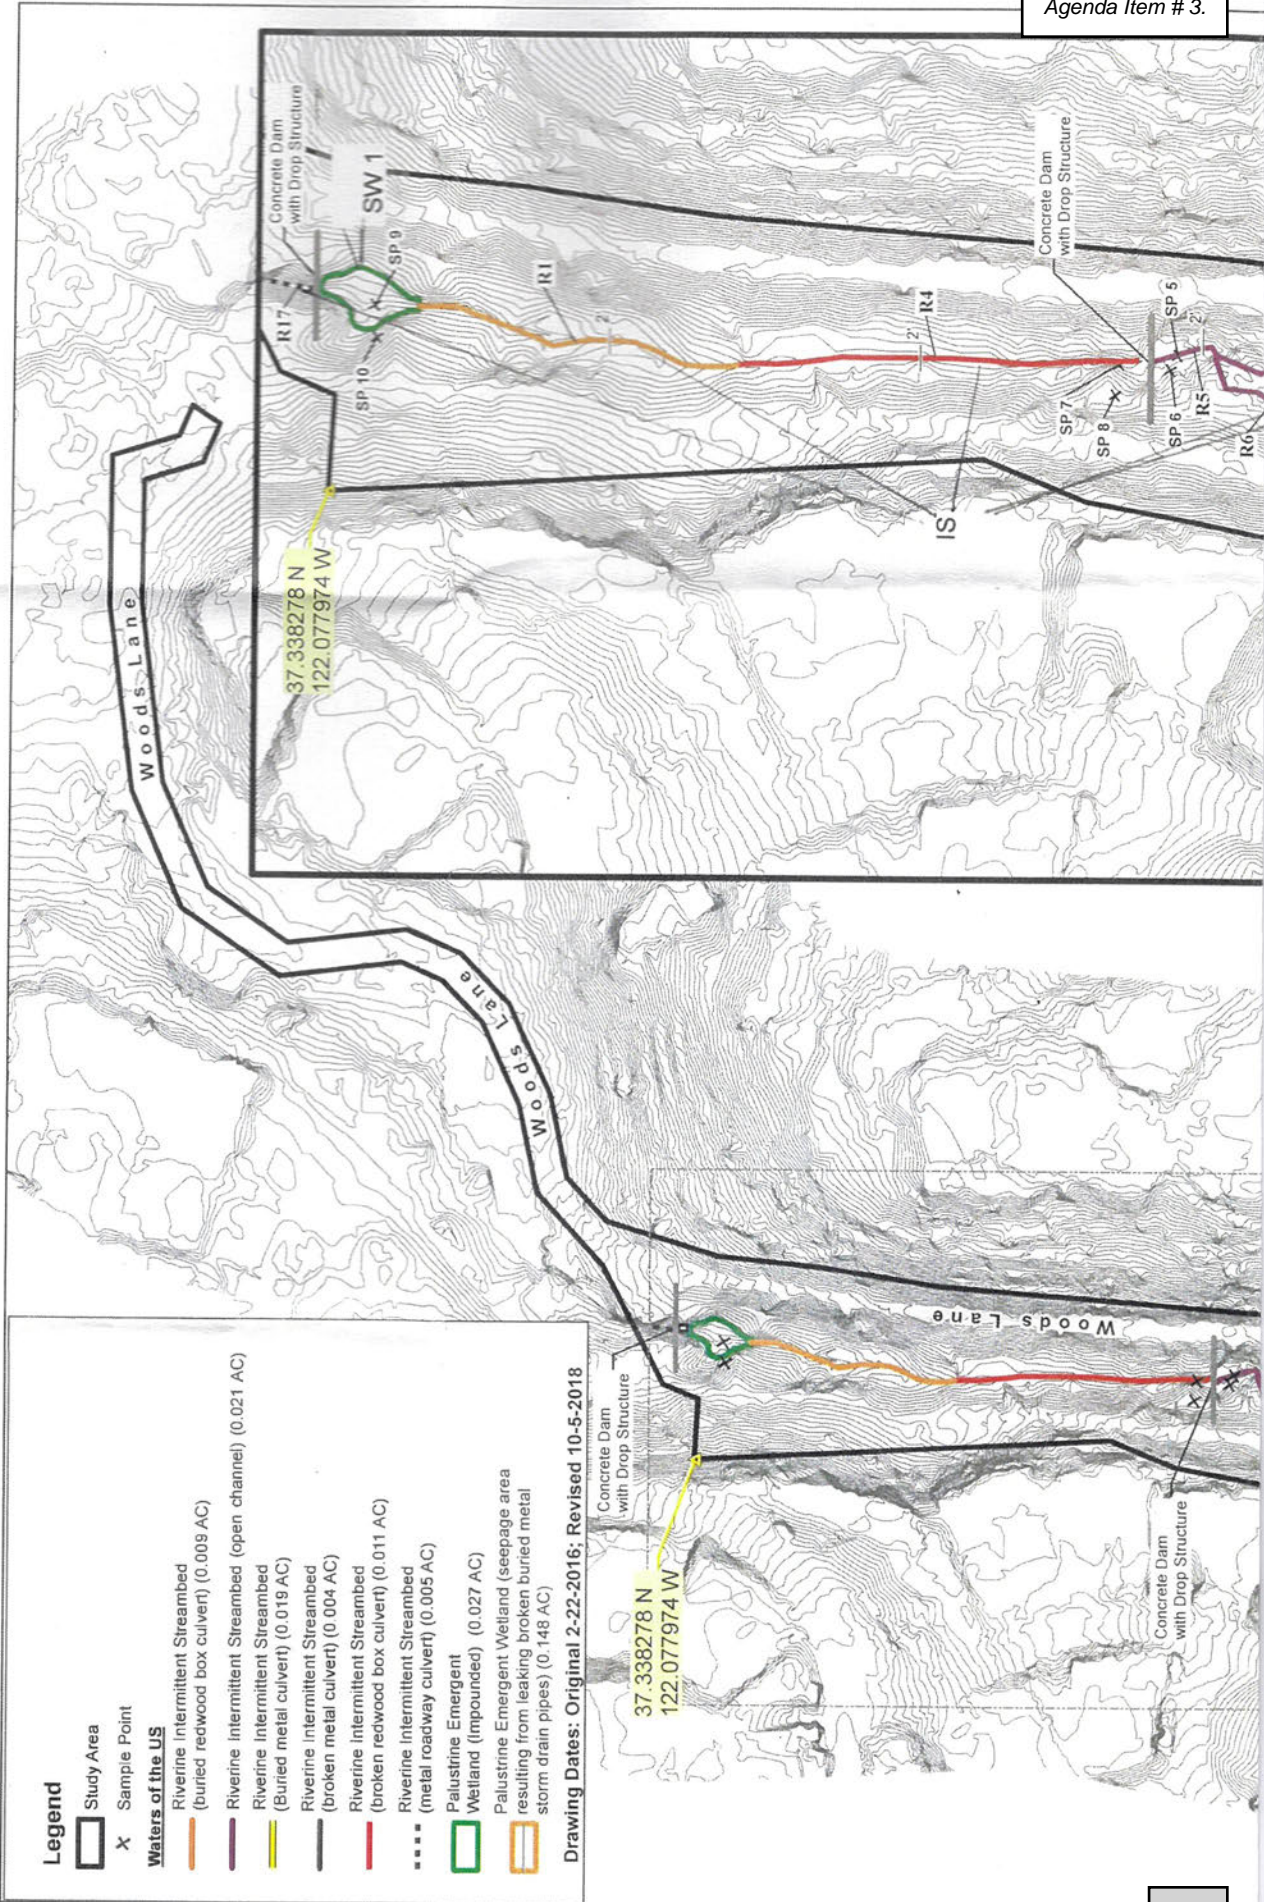 Agenda Item # 3.
Legend
Study Area
Sample Point
Waters of the US
Riverine Intermittent Streambed
(buried redwood box culvert) (0.009 AC)
Riverine Intermittent Streambed (open channel) (0.021 AC)
Riverine Intermittent Streambed
(Buried metal culvert) (0.019 AC)
Riverine Intermittent Streambed
(broken metal culvert) (0.004 AC)
Riverine Intermittent Streambed
(broken redwood box culvert) (0.011 AC)
Riverine Intermittent Streambed
(metal roadway culvert) (0.005 AC)
Palustrine Emergent
Wetland (Impounded) (0.027 AC)
Palustrine Emergent Wetland (seepage area
resulting from leaking broken buried metal
storm drain pipes) (0.148 AC)
Drawing Dates: Original 2-22-2016; Revised 10-5-2018
Woods Lane
Woods Lane
Woods Lane
Concrete Dam
with Drop Structure
37.338278 N
122.077974 W
Concrete Dam
with Drop Structure
37.338278 N
122.077974 W
Concrete Dam
with Drop Structure
SW 1
R17
SP 9
SP 10
R1
2'
R4
2'
IS
Concrete Dam
with Drop Structure
SP 7
SP 8
SP 5
SP 6
2'
R5
R6